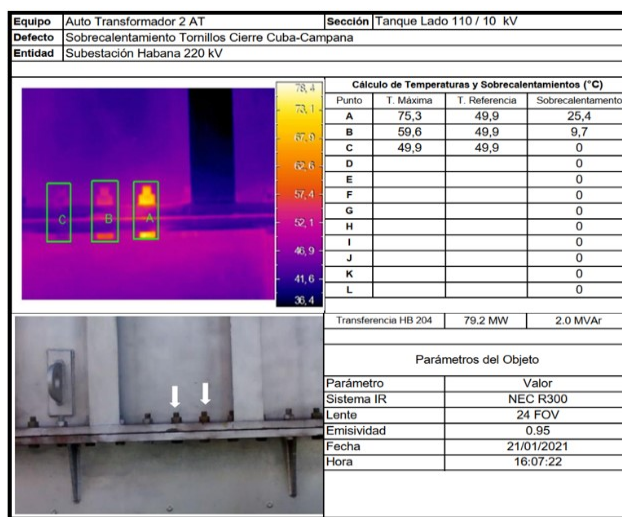 Equipo Auto Transformador 2 AT Sección Tanque Lado 110 / 10 kV
Defecto Sobrecalentamiento Tornillos Cierre Cuba-Campana
Entidad Subestación Habana 220 kV
78,4
73,1
67,9
62,6
57,4
52,1
46,9
41,6
36,4
C B A
Cálculo de Temperaturas y Sobrecalentamientos (°C)
Punto T. Máxima T. Referencia Sobrecalentamento
A 75,3 49,9 25,4
B 59,6 49,9 9,7
C 49,9 49,9 0
D 0
E 0
F 0
G 0
H 0
I 0
J 0
K 0
L 0
Transferencia HB 204 79.2 MW 2.0 MVAr
Parámetros del Objeto
Parámetro Valor
Sistema IR NEC R300
Lente 24 FOV
Emisividad 0.95
Fecha 21/01/2021
Hora 16:07:22